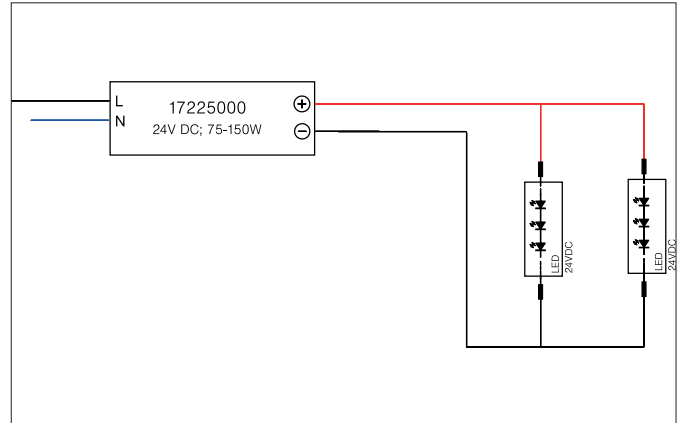 L
N
17225000
24V DC; 75-150W
+
−
LED
24VDC
LED
24VDC